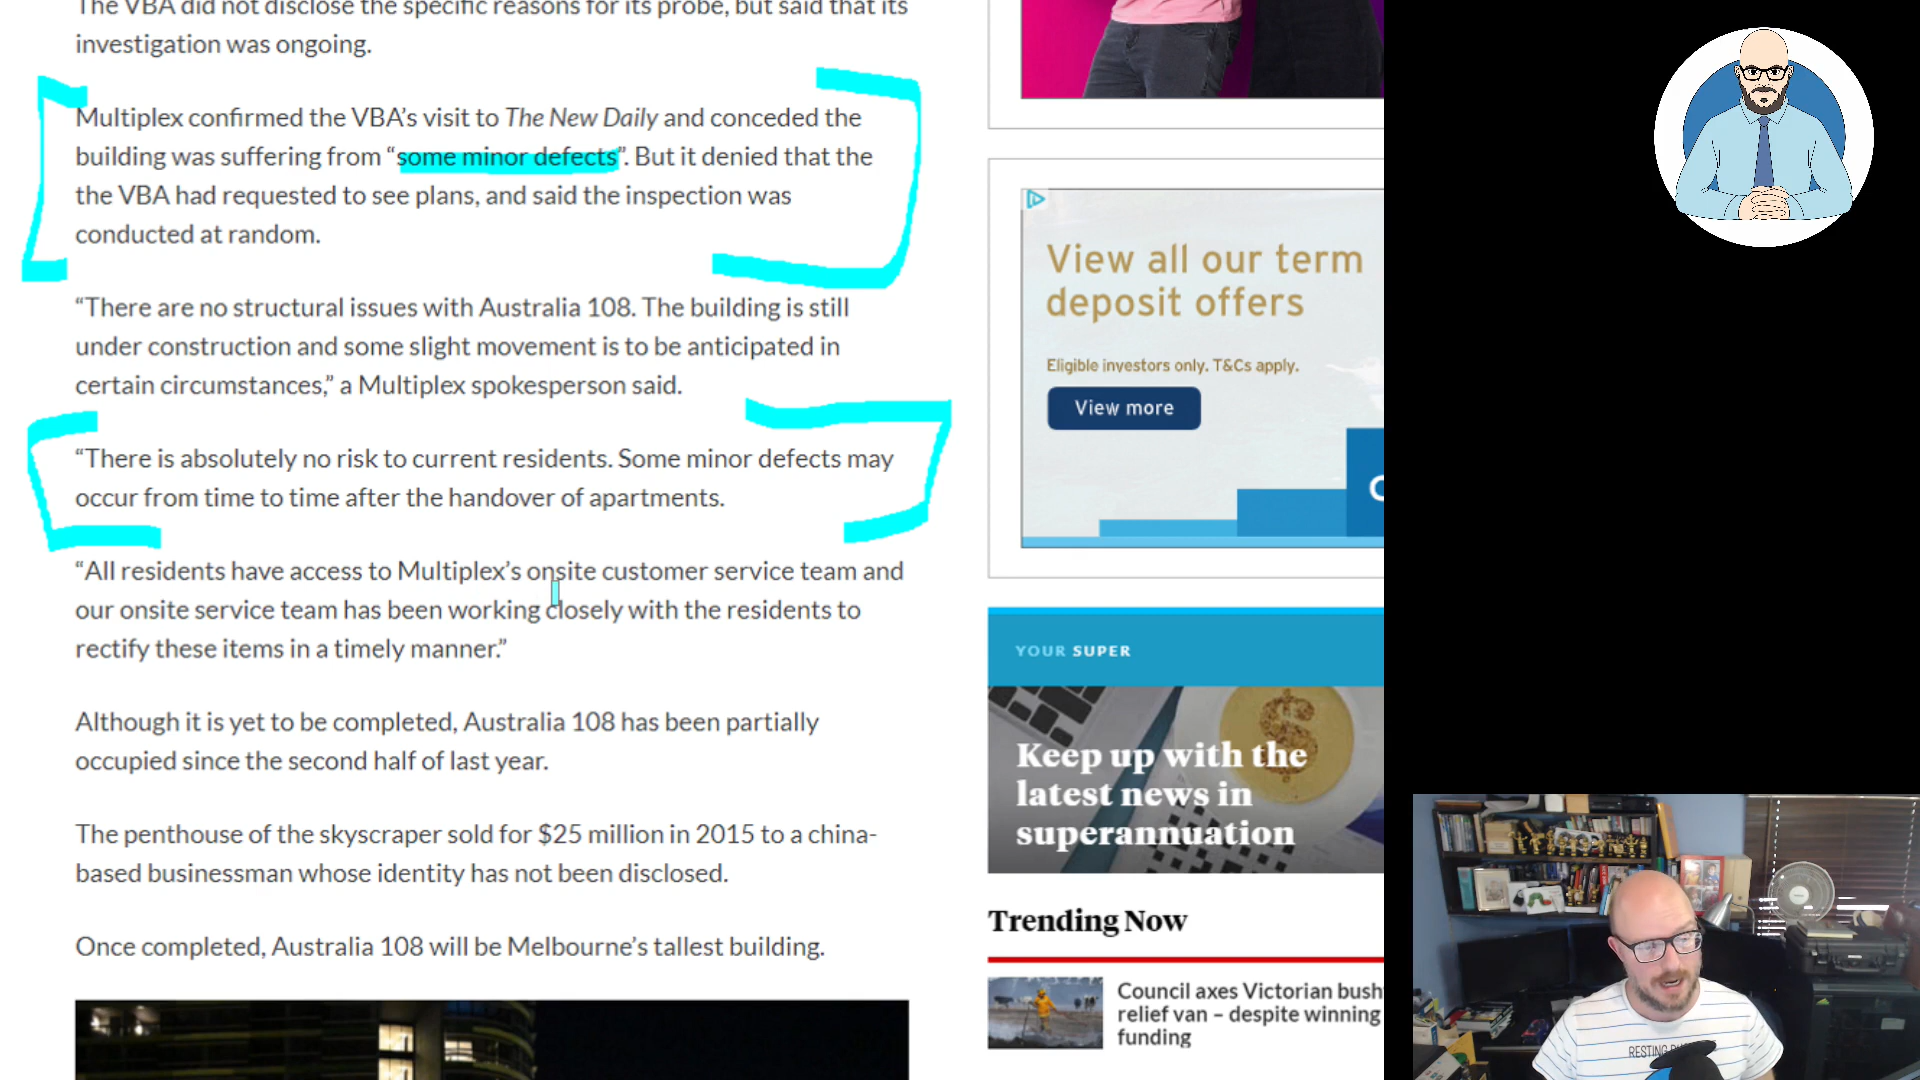 The VBA did not disclose the specific reasons for its probe, but said that its
investigation was ongoing.
Multiplex confirmed the VBA’s visit to The New Daily and conceded the
building was suffering from “some minor defects”. But it denied that the
the VBA had requested to see plans, and said the inspection was
conducted at random.
“There are no structural issues with Australia 108. The building is still
under construction and some slight movement is to be anticipated in
certain circumstances,” a Multiplex spokesperson said.
“There is absolutely no risk to current residents. Some minor defects may
occur from time to time after the handover of apartments.
“All residents have access to Multiplex’s onsite customer service team and
our onsite service team has been working closely with the residents to
rectify these items in a timely manner.”
Although it is yet to be completed, Australia 108 has been partially
occupied since the second half of last year.
The penthouse of the skyscraper sold for $25 million in 2015 to a china-
based businessman whose identity has not been disclosed.
Once completed, Australia 108 will be Melbourne’s tallest building.
View all our term
deposit offers
Eligible investors only. T&Cs apply.
View more
YOUR SUPER
Keep up with the
latest news in
superannuation
Trending Now
Council axes Victorian bush
relief van – despite winning
funding
RESTING